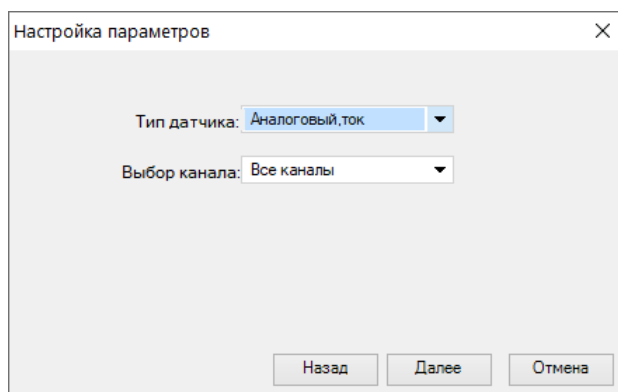 Настройка параметров
Тип датчика: Аналоговый,ток
Выбор канала: Все каналы
Назад Далее Отмена